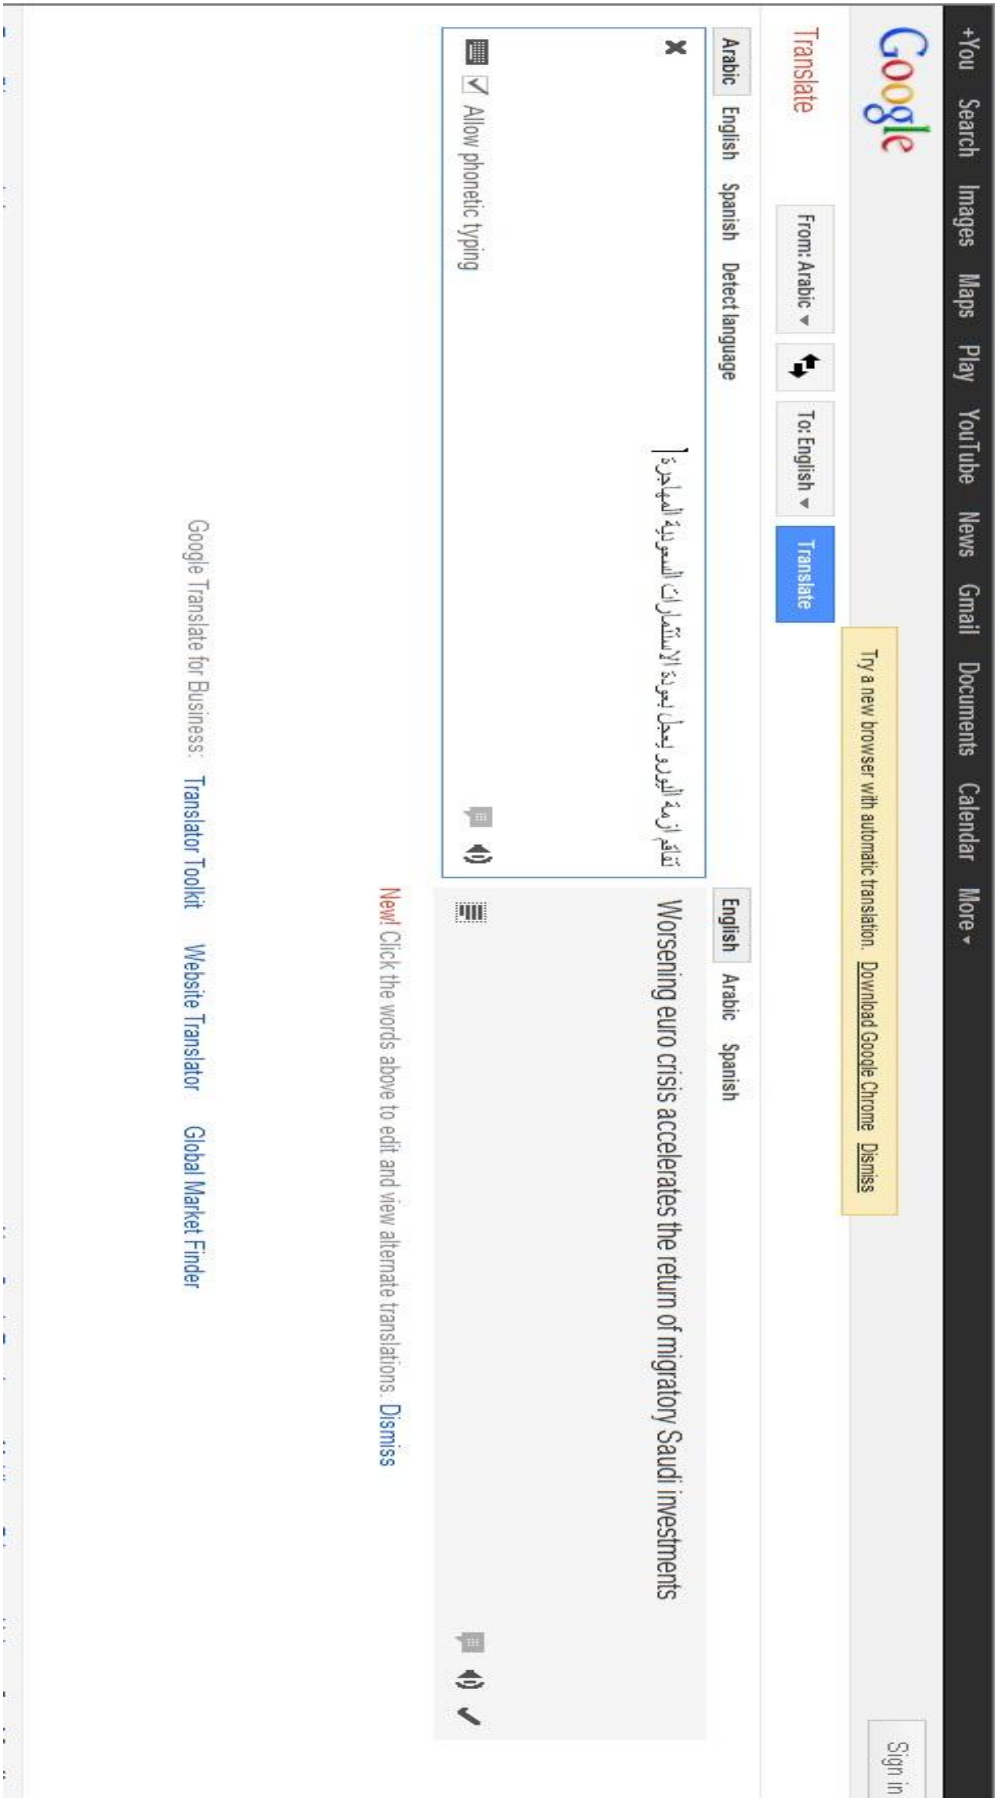 +You Search Images Maps Play YouTube News Gmail Documents Calendar More
Google
Try a new browser with automatic translation. Download Google Chrome Dismiss
Sign in
Translate
From: Arabic
To: English
Translate
Arabic English Spanish Detect language
English Arabic Spanish
تفاقم ازمة اليورو يعجل بعودة الاستثمارات السعودية المهاجرة
Worsening euro crisis accelerates the return of migratory Saudi investments
Allow phonetic typing
New! Click the words above to edit and view alternate translations. Dismiss
Google Translate for Business: Translator Toolkit Website Translator Global Market Finder